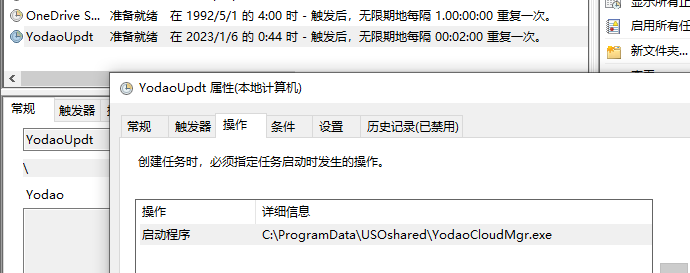 OneDrive S... 准备就绪 在 1992/5/1 的 4:00 时 - 触发后，无限期地每隔 1.00:00:00 重复一次。
YodaoUpdt 准备就绪 在 2023/1/6 的 0:44 时 - 触发后，无限期地每隔 00:02:00 重复一次。
启用所有任
新文件夹...
常规 触发器
YodaoUpdt
\
Yodao
YodaoUpdt 属性(本地计算机)
常规 触发器 操作 条件 设置 历史记录(已禁用)
创建任务时，必须指定任务启动时发生的操作。
操作 详细信息
启动程序 C:\ProgramData\USOshared\YodaoCloudMgr.exe